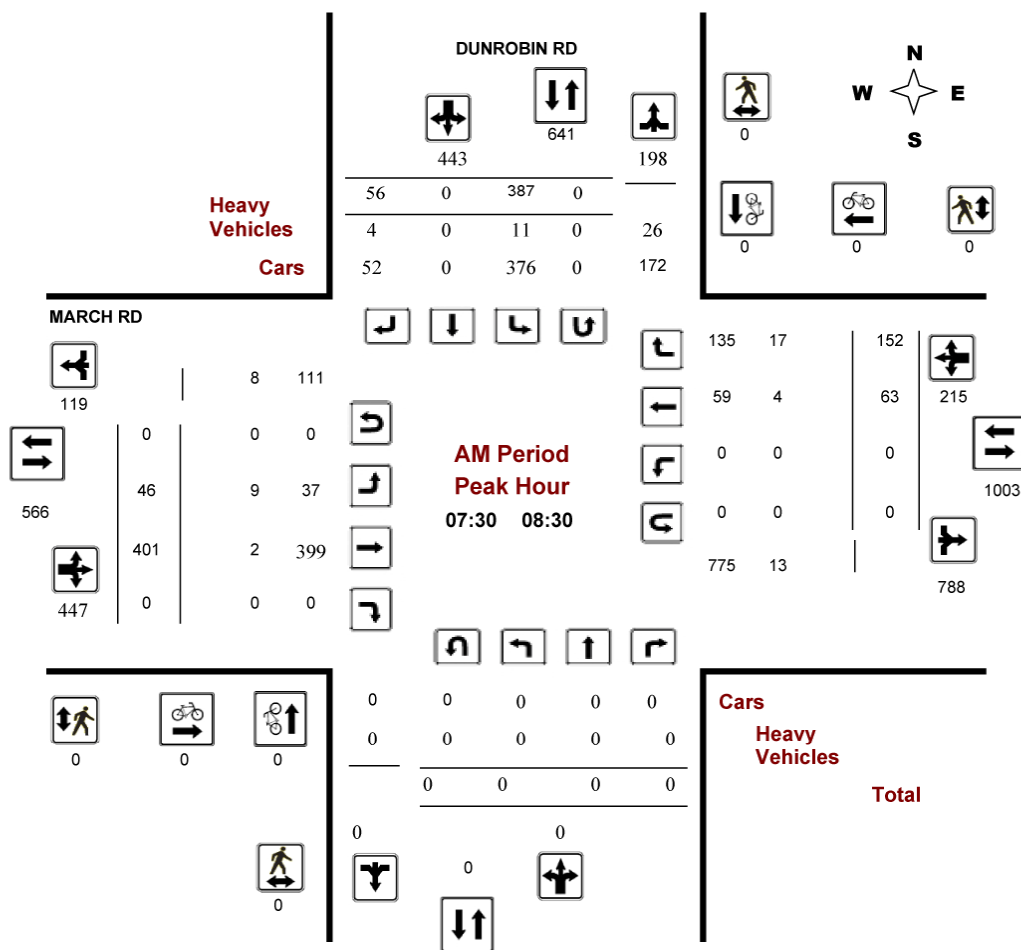 DUNROBIN RD
N
W E
S
641
0
443 198
56 0 387 0
Heavy
Vehicles
4 0 11 0 26
0 0 0
Cars 52 0 376 0 172
MARCH RD
135 17 152
8 111
119
59 4 63 215
0 0 0
0 0 0
AM Period
Peak Hour
46 9 37
1003
566
0 0 0
07:30 08:30
401 2 399
775 13
788
447 0 0 0
0 0 0 0 0
Cars
0 0 0 0 0
Heavy
Vehicles
0 0 0
0 0 0 0
Total
0 0
0
0